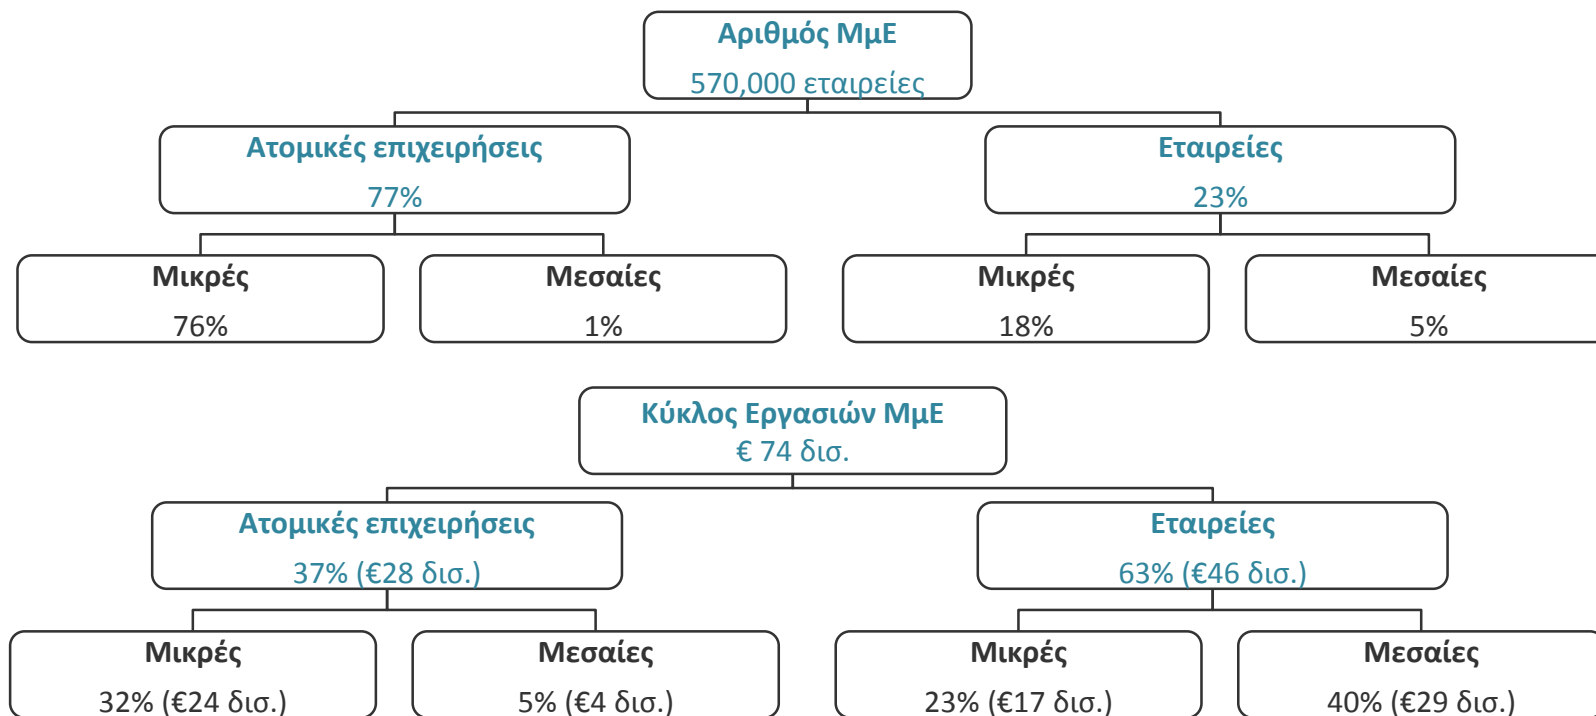 Αριθμός ΜμΕ
570,000 εταιρείες
Ατομικές επιχειρήσεις
77%
Εταιρείες
23%
Μικρές
76%
Μεσαίες
1%
Μικρές
18%
Μεσαίες
5%
Κύκλος Εργασιών ΜμΕ
€ 74 δισ.
Ατομικές επιχειρήσεις
37% (€28 δισ.)
Εταιρείες
63% (€46 δισ.)
Μικρές
32% (€24 δισ.)
Μεσαίες
5% (€4 δισ.)
Μικρές
23% (€17 δισ.)
Μεσαίες
40% (€29 δισ.)